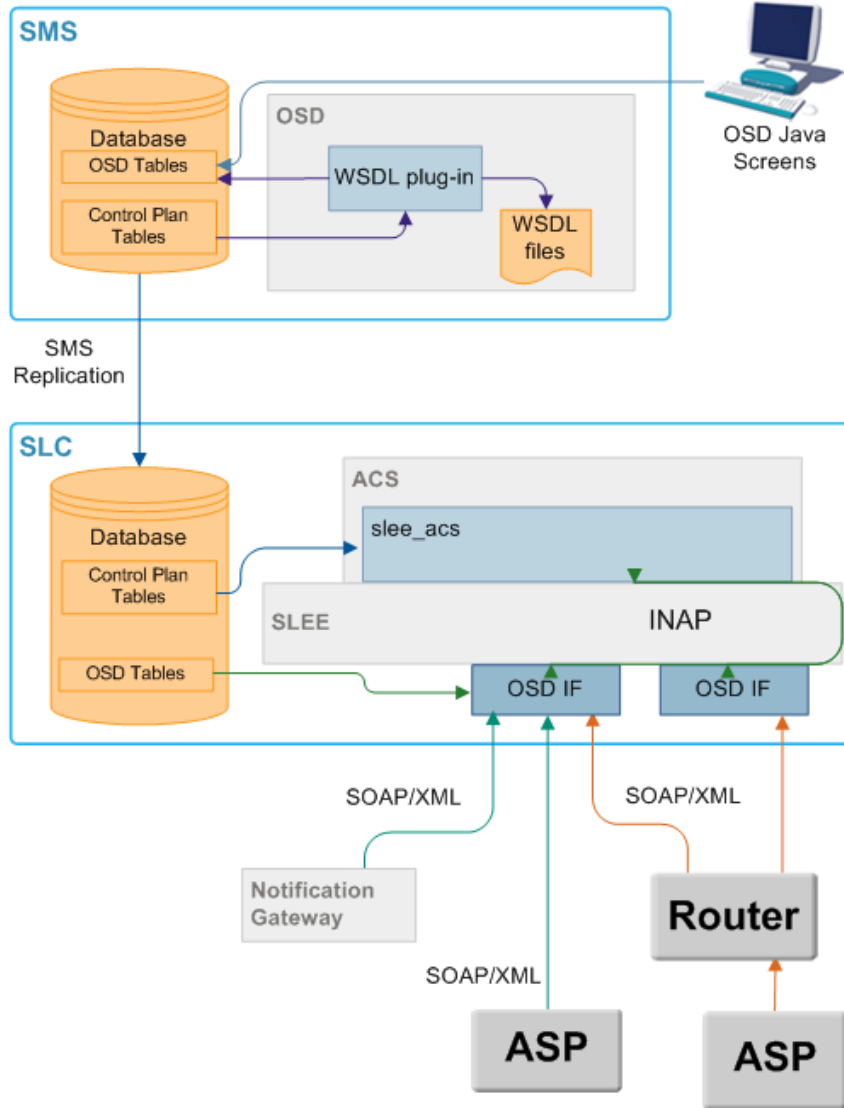 SMS
Database
OSD Tables
Control Plan
Tables
OSD
WSDL plug-in
WSDL
files
OSD Java
Screens
SMS
Replication
SLC
Database
Control Plan
Tables
OSD Tables
ACS
slee_acs
SLEE
INAP
OSD IF
OSD IF
SOAP/XML
SOAP/XML
Notification
Gateway
Router
SOAP/XML
ASP
ASP